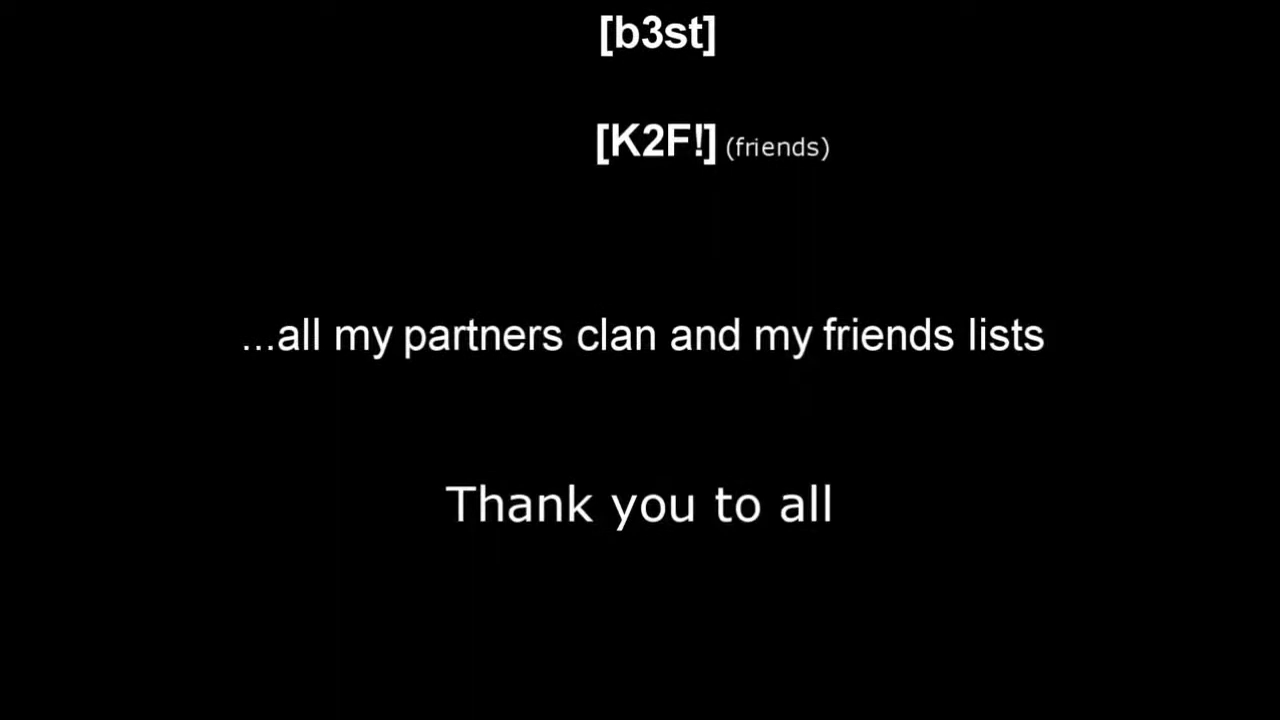 [b3st]
[K2F!] (friends)
...all my partners clan and my friends lists
Thank you to all